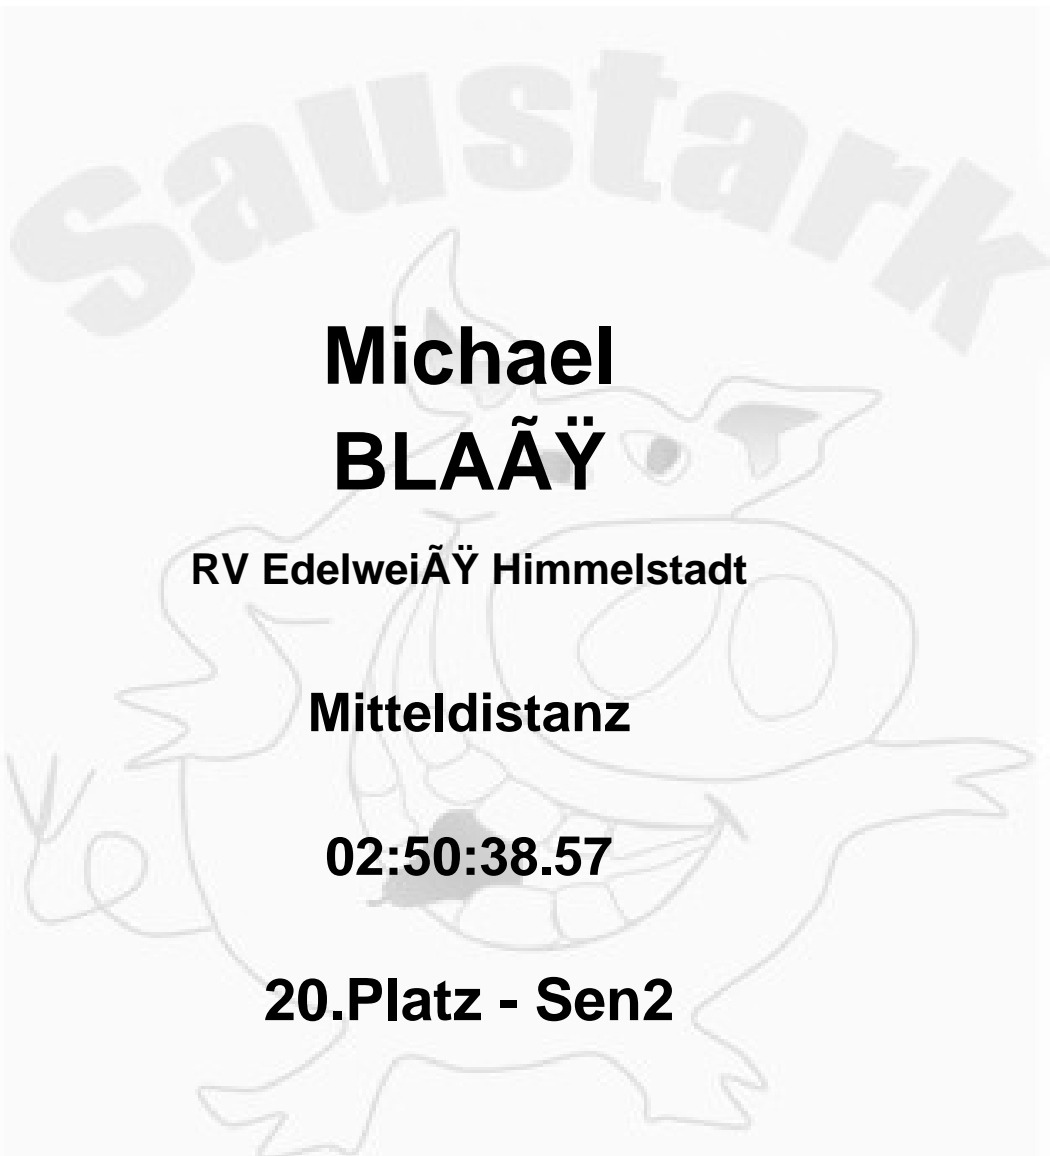 Saustark
Michael
BLAÃŸ
RV EdelweiÃŸ Himmelstadt
Mitteldistanz
02:50:38.57
20.Platz - Sen2